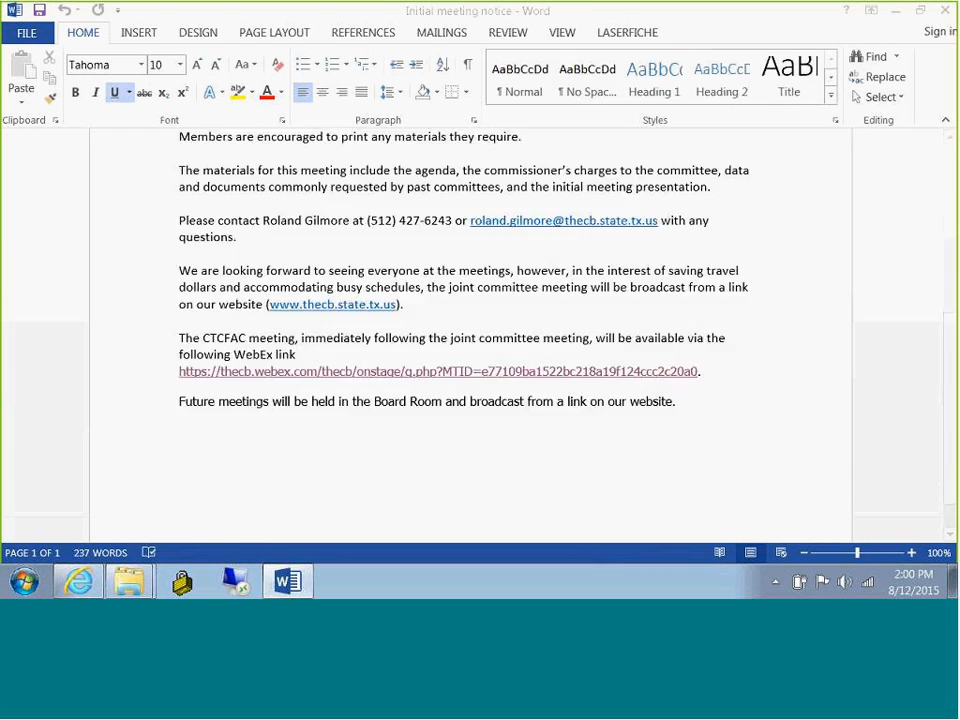 Initial meeting notice - Word
FILE HOME INSERT DESIGN PAGE LAYOUT REFERENCES MAILINGS REVIEW VIEW LASERFICHE Sign in
Tahoma 10 Aa
Find
Replace
Select
Paste
B I U abc x₂ x² A A
AaBbCcDd AaBbCcDd AaBbC AaBbCcD AaB
¶ Normal ¶ No Spac... Heading 1 Heading 2 Title
Clipboard Font Paragraph Styles Editing
Members are encouraged to print any materials they require.
The materials for this meeting include the agenda, the commissioner's charges to the committee, data
and documents commonly requested by past committees, and the initial meeting presentation.
Please contact Roland Gilmore at (512) 427-6243 or roland.gilmore@thecb.state.tx.us with any
questions.
We are looking forward to seeing everyone at the meetings, however, in the interest of saving travel
dollars and accommodating busy schedules, the joint committee meeting will be broadcast from a link
on our website (www.thecb.state.tx.us).
The CTCFAC meeting, immediately following the joint committee meeting, will be available via the
following WebEx link
https://thecb.webex.com/thecb/onstage/g.php?MTID=e77109ba1522bc218a19f124ccc2c20a0.
Future meetings will be held in the Board Room and broadcast from a link on our website.
PAGE 1 OF 1 237 WORDS 100%
2:00 PM
8/12/2015